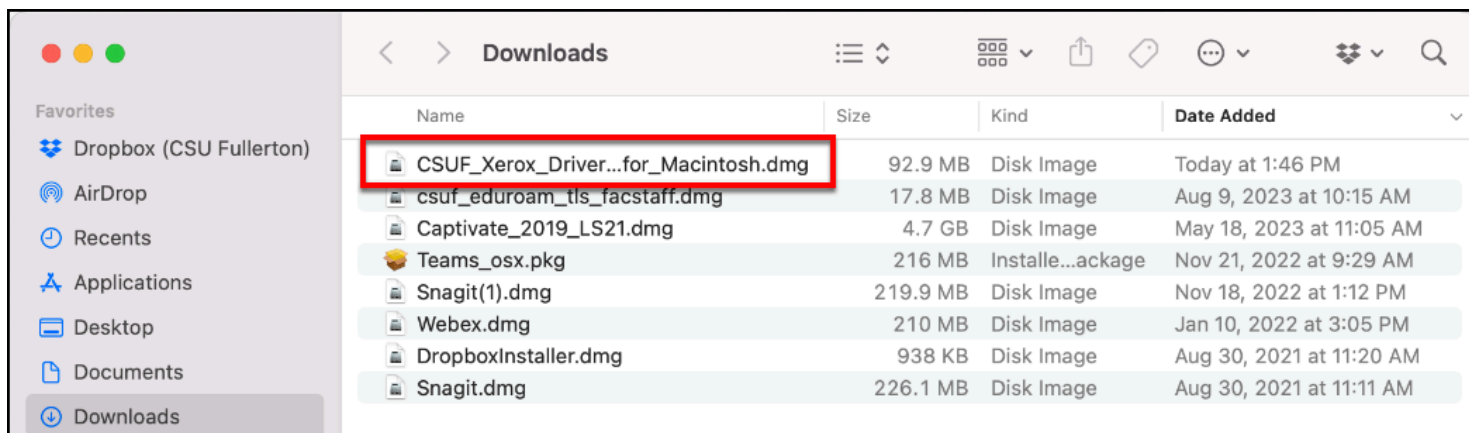 Downloads
Favorites
Dropbox (CSU Fullerton)
AirDrop
Recents
Applications
Desktop
Documents
Downloads
Name Size Kind Date Added
CSUF_Xerox_Driver...for_Macintosh.dmg 92.9 MB Disk Image Today at 1:46 PM
csuf_eduroam_tls_facstaff.dmg 17.8 MB Disk Image Aug 9, 2023 at 10:15 AM
Captivate_2019_LS21.dmg 4.7 GB Disk Image May 18, 2023 at 11:05 AM
Teams_osx.pkg 216 MB Installe...ackage Nov 21, 2022 at 9:29 AM
Snagit(1).dmg 219.9 MB Disk Image Nov 18, 2022 at 1:12 PM
Webex.dmg 210 MB Disk Image Jan 10, 2022 at 3:05 PM
DropboxInstaller.dmg 938 KB Disk Image Aug 30, 2021 at 11:20 AM
Snagit.dmg 226.1 MB Disk Image Aug 30, 2021 at 11:11 AM